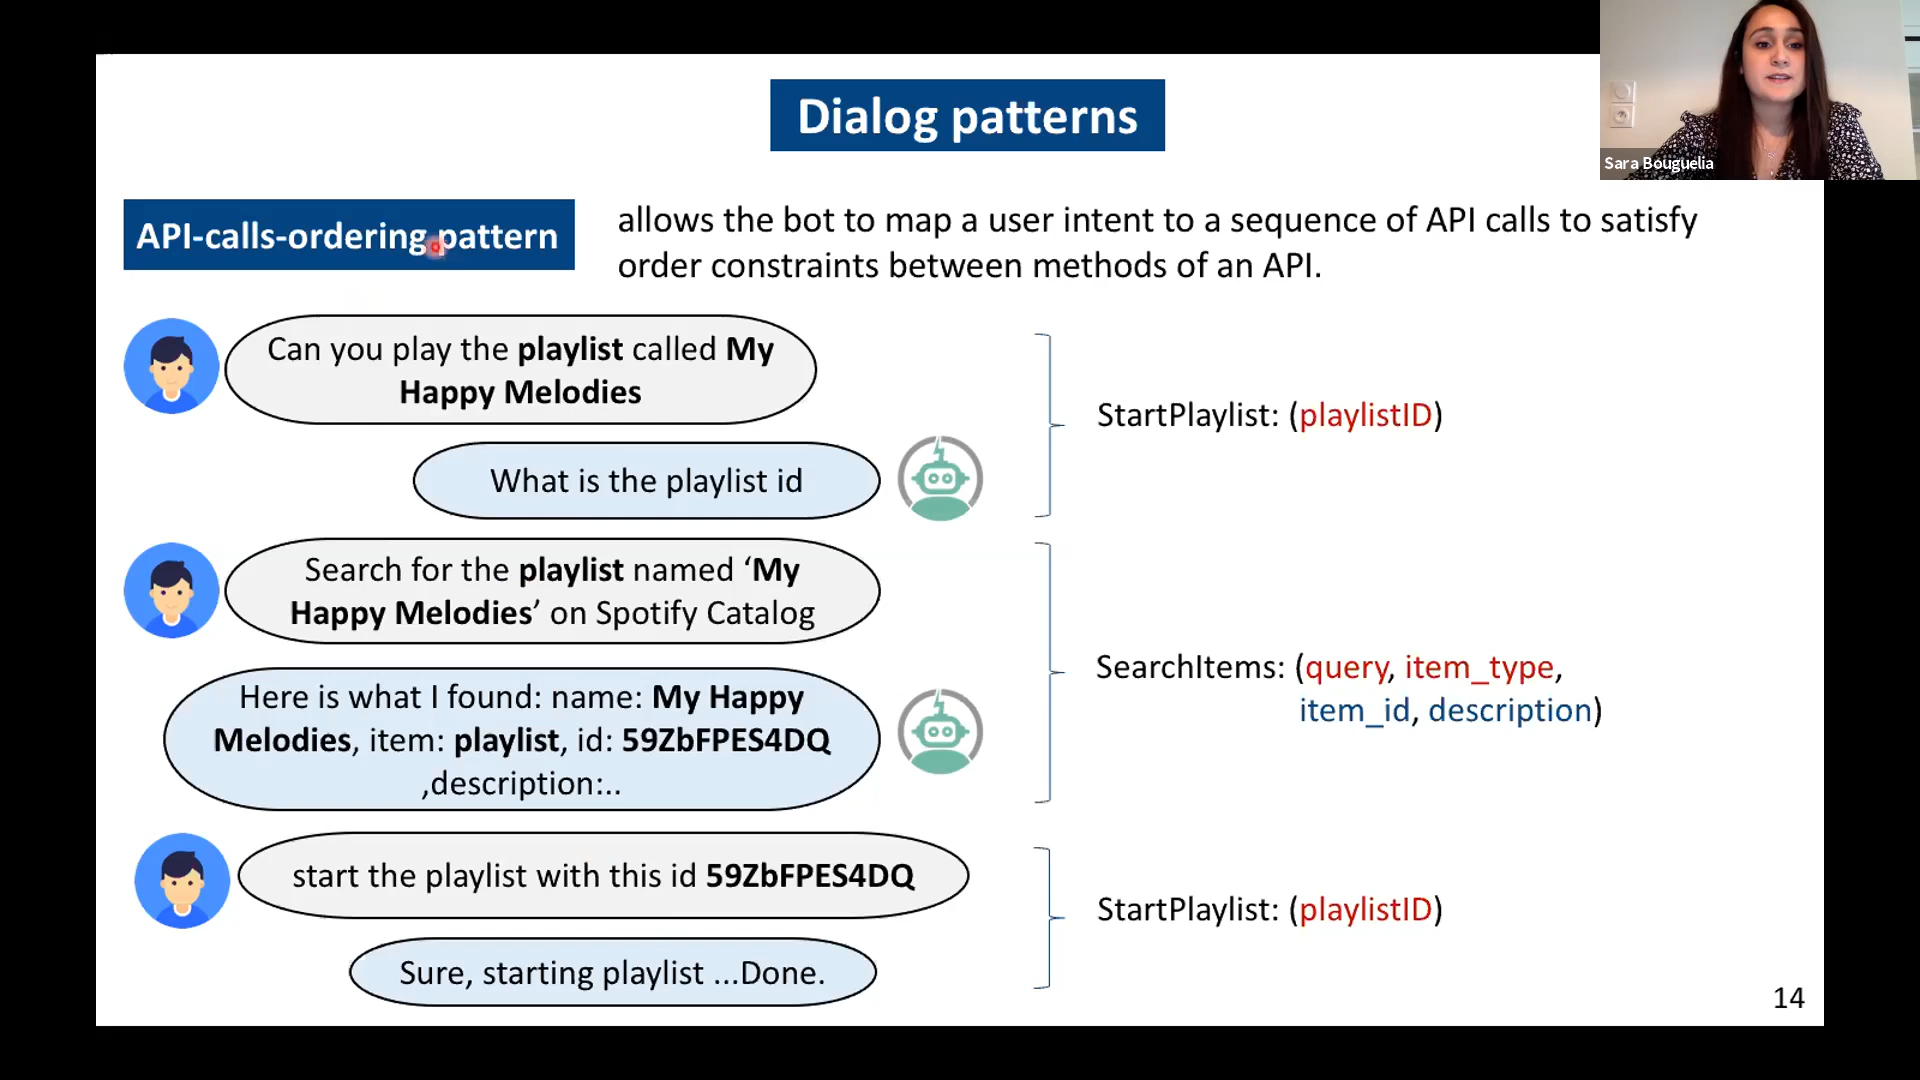 Dialog patterns
Sara Bouguelia
API-calls-ordering pattern
allows the bot to map a user intent to a sequence of API calls to satisfy
order constraints between methods of an API.
Can you play the playlist called My
Happy Melodies
StartPlaylist: (playlistID)
What is the playlist id
Search for the playlist named ‘My
Happy Melodies’ on Spotify Catalog
SearchItems: (query, item_type,
item_id, description)
Here is what I found: name: My Happy
Melodies, item: playlist, id: 59ZbFPES4DQ
,description:..
start the playlist with this id 59ZbFPES4DQ
StartPlaylist: (playlistID)
Sure, starting playlist ...Done.
14